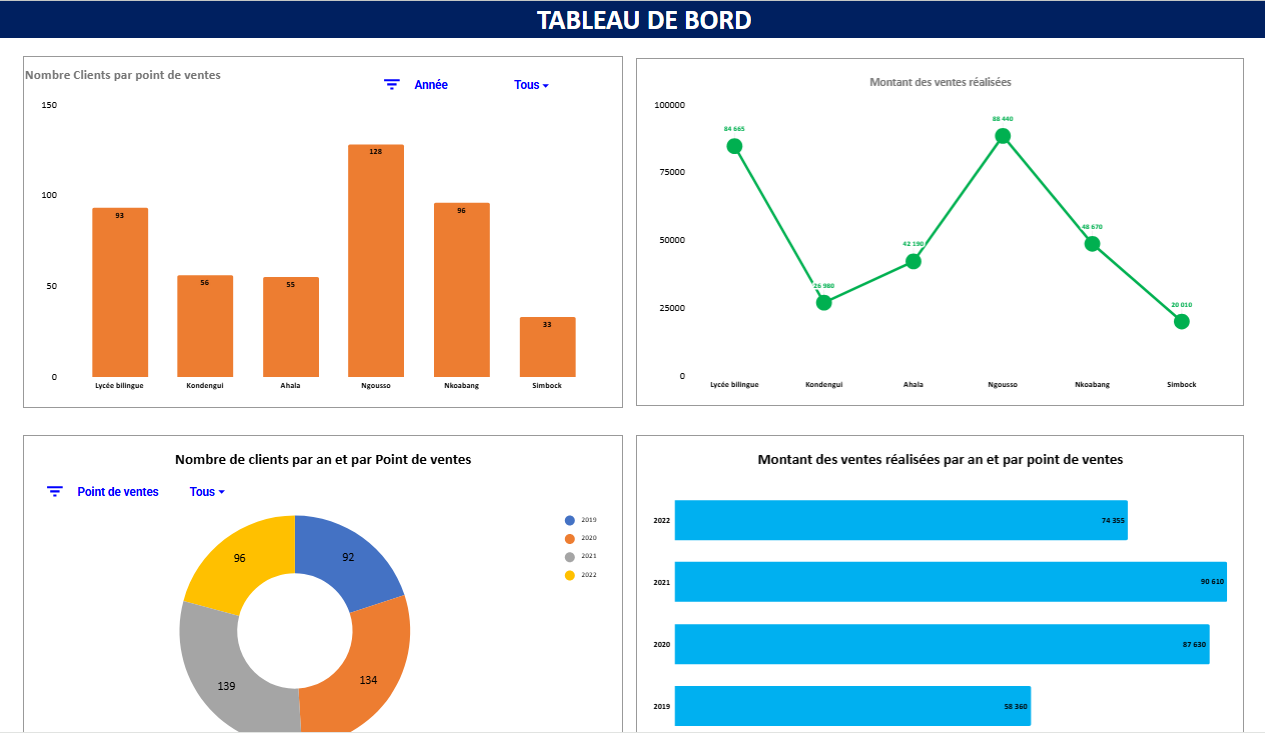 TABLEAU DE BORD
Nombre Clients par point de ventes
Année Tous
150
100
50
0
93
56
55
128
96
33
Lycée bilingue Kondengui Ahala Ngousso Nkoabang Simbock
Montant des ventes réalisées
100000
75000
50000
25000
0
84 665
26 980
42 190
88 440
48 670
20 010
Lycée bilingue Kondengui Ahala Ngousso Nkoabang Simbock
Nombre de clients par an et par Point de ventes
Point de ventes Tous
2019
2020
2021
2022
96
92
139
134
Montant des ventes réalisées par an et par point de ventes
2022 74 355
2021 90 610
2020 87 630
2019 58 360